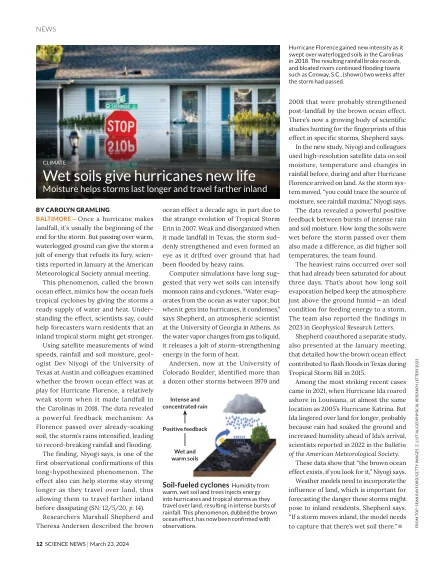 NEWS
STOP
CLIMATE
Wet soils give hurricanes new life
Moisture helps storms last longer and travel farther inland
Hurricane Florence gained new intensity as it
swept over waterlogged soils in the Carolinas
in 2018. The resulting rainfall broke records,
and bloated rivers continued flooding towns
such as Conway, S.C., (shown) two weeks after
the storm had passed.
BY CAROLYN GRAMLING
BALTIMORE — Once a hurricane makes
landfall, it's usually the beginning of the
end for the storm. But passing over warm,
waterlogged ground can give the storm a
jolt of energy that refuels its fury, scien-
tists reported in January at the American
Meteorological Society annual meeting.
This phenomenon, called the brown
ocean effect, mimics how the ocean fuels
tropical cyclones by giving the storms a
ready supply of water and heat. Under-
standing the effect, scientists say, could
help forecasters warn residents that an
inland tropical storm might get stronger.
Using satellite measurements of wind
speeds, rainfall and soil moisture, geol-
ogist Dev Niyogi of the University of
Texas at Austin and colleagues examined
whether the brown ocean effect was at
play for Hurricane Florence, a relatively
weak storm when it made landfall in
the Carolinas in 2018. The data revealed
a powerful feedback mechanism: As
Florence passed over already-soaking
soil, the storm's rains intensified, leading
to record-breaking rainfall and flooding.
The finding, Niyogi says, is one of the
first observational confirmations of this
long-hypothesized phenomenon. The
effect also can help storms stay strong
longer as they travel over land, thus
allowing them to travel farther inland
before dissipating (SN: 12/5/20, p. 14).
Researchers Marshall Shepherd and
Theresa Andersen described the brown
ocean effect a decade ago, in part due to
the strange evolution of Tropical Storm
Erin in 2007. Weak and disorganized when
it made landfall in Texas, the storm sud-
denly strengthened and even formed an
eye as it drifted over ground that had
been flooded by heavy rains.
Computer simulations have long sug-
gested that very wet soils can intensify
monsoon rains and cyclones. "Water evap-
orates from the ocean as water vapor, but
when it gets into hurricanes, it condenses,"
says Shepherd, an atmospheric scientist
at the University of Georgia in Athens. As
the water vapor changes from gas to liquid,
it releases a jolt of storm-strengthening
energy in the form of heat.
Andersen, now at the University of
Colorado Boulder, identified more than
a dozen other storms between 1979 and
Intense and
concentrated rain
Positive feedback
Wet and
warm soils
Soil-fueled cyclones Humidity from
warm, wet soil and trees injects energy
into hurricanes and tropical storms as they
travel over land, resulting in intense bursts of
rainfall. This phenomenon, dubbed the brown
ocean effect, has now been confirmed with
observations.
2008 that were probably strengthened
post-landfall by the brown ocean effect.
There's now a growing body of scientific
studies hunting for the fingerprints of this
effect in specific storms, Shepherd says.
In the new study, Niyogi and colleagues
used high-resolution satellite data on soil
moisture, temperature and changes in
rainfall before, during and after Hurricane
Florence arrived on land. As the storm sys-
tem moved, "you could trace the source of
moisture, see rainfall maxima," Niyogi says.
The data revealed a powerful positive
feedback between bursts of intense rain
and soil moisture. How long the soils were
wet before the storm passed over them
also made a difference, as did higher soil
temperatures, the team found.
The heaviest rains occurred over soil
that had already been saturated for about
three days. That's about how long soil
evaporation helped keep the atmosphere
just above the ground humid — an ideal
condition for feeding energy to a storm.
The team also reported the findings in
2023 in Geophysical Research Letters.
Shepherd coauthored a separate study,
also presented at the January meeting,
that detailed how the brown ocean effect
contributed to flash floods in Texas during
Tropical Storm Bill in 2015.
Among the most striking recent cases
came in 2021, when Hurricane Ida roared
ashore in Louisiana, at almost the same
location as 2005's Hurricane Katrina. But
Ida lingered over land for longer, probably
because rain had soaked the ground and
increased humidity ahead of Ida's arrival,
scientists reported in 2022 in the Bulletin
of the American Meteorological Society.
These data show that "the brown ocean
effect exists, if you look for it," Niyogi says.
Weather models need to incorporate the
influence of land, which is important for
forecasting the danger these storms might
pose to inland residents, Shepherd says.
"If a storm moves inland, the model needs
to capture that there's wet soil there."
12 SCIENCE NEWS | March 23, 2024